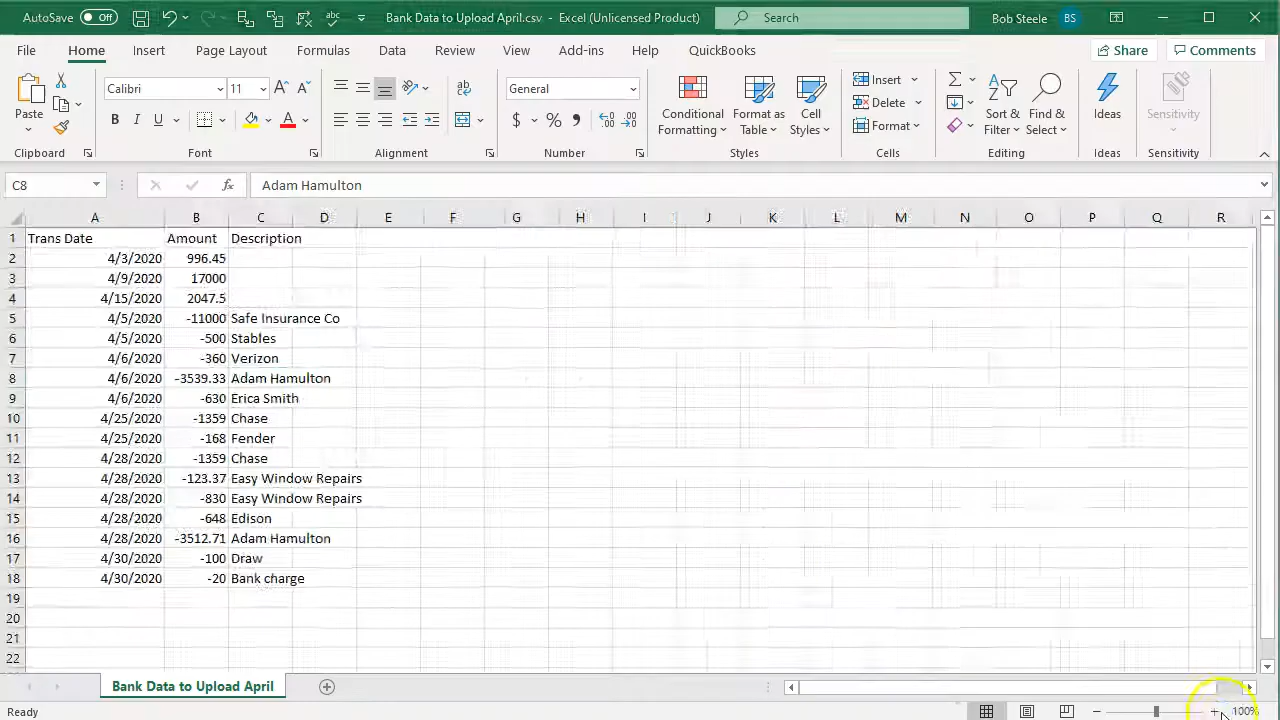 AutoSave Off Bank Data to Upload April.csv - Excel (Unlicensed Product) Search Bob Steele BS
File Home Insert Page Layout Formulas Data Review View Add-ins Help QuickBooks Share Comments
Paste Calibri 11 General Conditional Formatting Format as Table Cell Styles Insert Delete Format Sort & Filter Find & Select Ideas Sensitivity
Clipboard Font Alignment Number Styles Cells Editing Ideas Sensitivity
C8 fx Adam Hamulton
A B C D E F G H I J K L M N O P Q R
1 Trans Date Amount Description
2 4/3/2020 996.45
3 4/9/2020 17000
4 4/15/2020 2047.5
5 4/5/2020 -11000 Safe Insurance Co
6 4/5/2020 -500 Stables
7 4/6/2020 -360 Verizon
8 4/6/2020 -3539.33 Adam Hamulton
9 4/6/2020 -630 Erica Smith
10 4/25/2020 -1359 Chase
11 4/25/2020 -168 Fender
12 4/28/2020 -1359 Chase
13 4/28/2020 -123.37 Easy Window Repairs
14 4/28/2020 -830 Easy Window Repairs
15 4/28/2020 -648 Edison
16 4/28/2020 -3512.71 Adam Hamulton
17 4/30/2020 -100 Draw
18 4/30/2020 -20 Bank charge
19
20
21
22
Bank Data to Upload April
Ready 100%